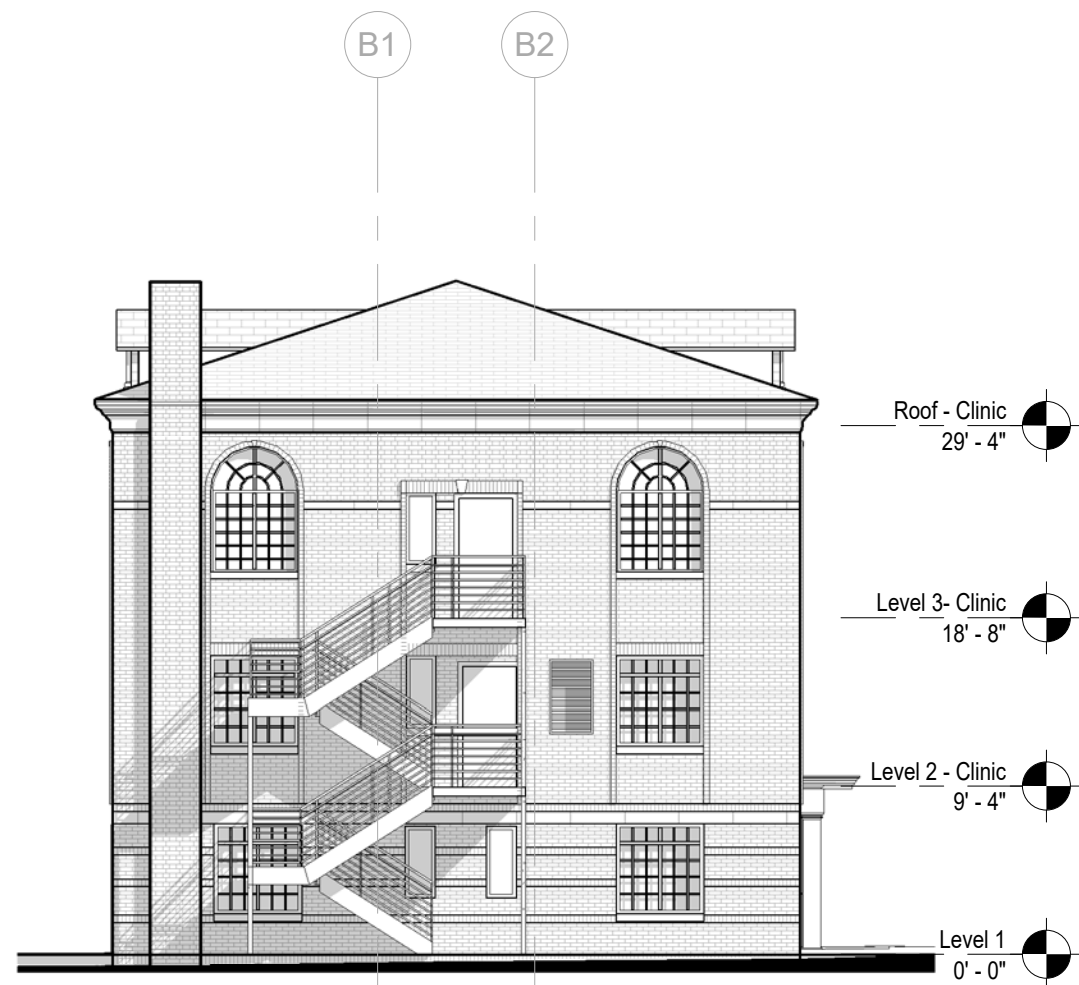 B1
B2
Roof - Clinic
29' - 4"
Level 3- Clinic
18' - 8"
Level 2 - Clinic
9' - 4"
Level 1
0' - 0"